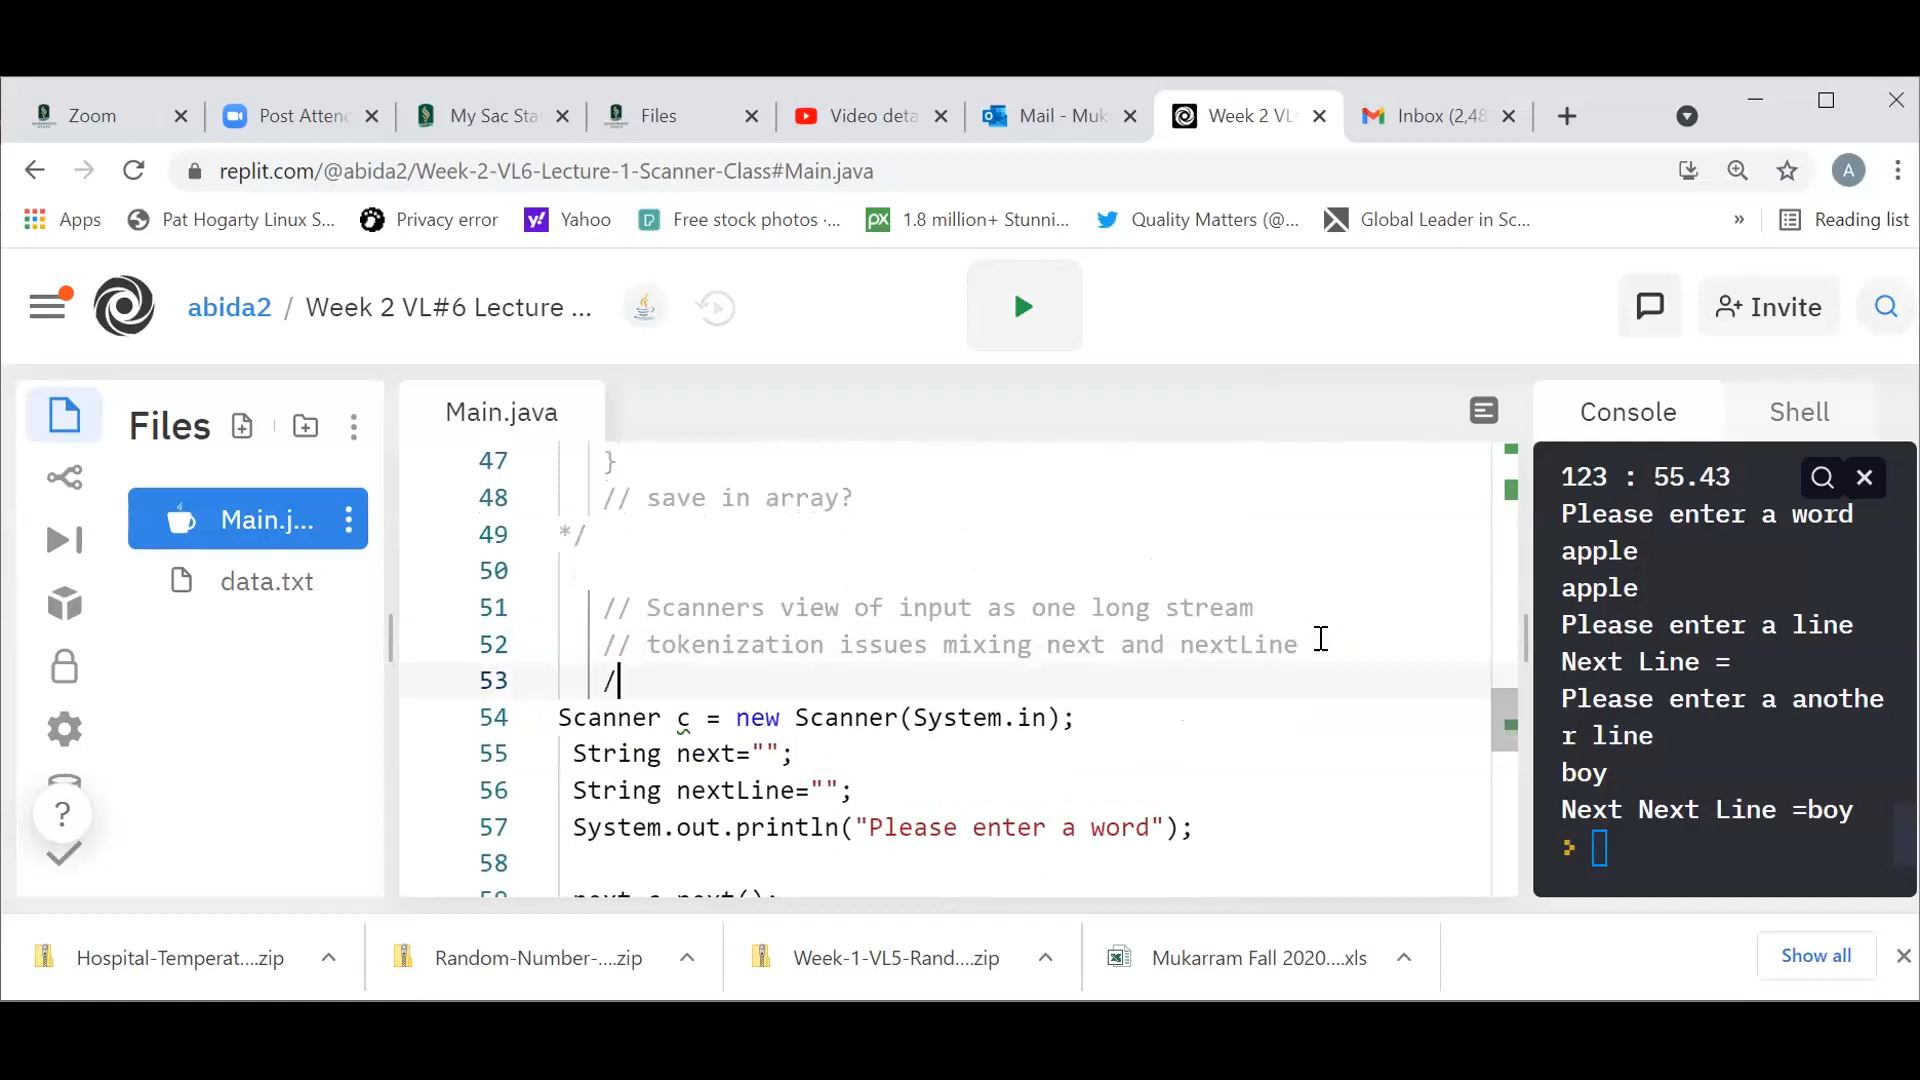 Zoom
Post Attenc
My Sac Sta
Files
Video deta
Mail - Muk
Week 2 VL
Inbox (2,48
replit.com/@abida2/Week-2-VL6-Lecture-1-Scanner-Class#Main.java
A
Apps
Pat Hogarty Linux S...
Privacy error
Yahoo
Free stock photos ·...
px
1.8 million+ Stunni...
Quality Matters (@...
Global Leader in Sc...
»
Reading list
abida2 / Week 2 VL#6 Lecture ...
Invite
Files
Main.j...
data.txt
?
Main.java
47 }
48 // save in array?
49 */
50
51 // Scanners view of input as one long stream
52 // tokenization issues mixing next and nextLine
53 /
54 Scanner c = new Scanner(System.in);
55 String next="";
56 String nextLine="";
57 System.out.println("Please enter a word");
58
Console
Shell
123 : 55.43
Please enter a word
apple
apple
Please enter a line
Next Line =
Please enter a anothe
r line
boy
Next Next Line =boy
Hospital-Temperat....zip
Random-Number-....zip
Week-1-VL5-Rand....zip
Mukarram Fall 2020....xls
Show all